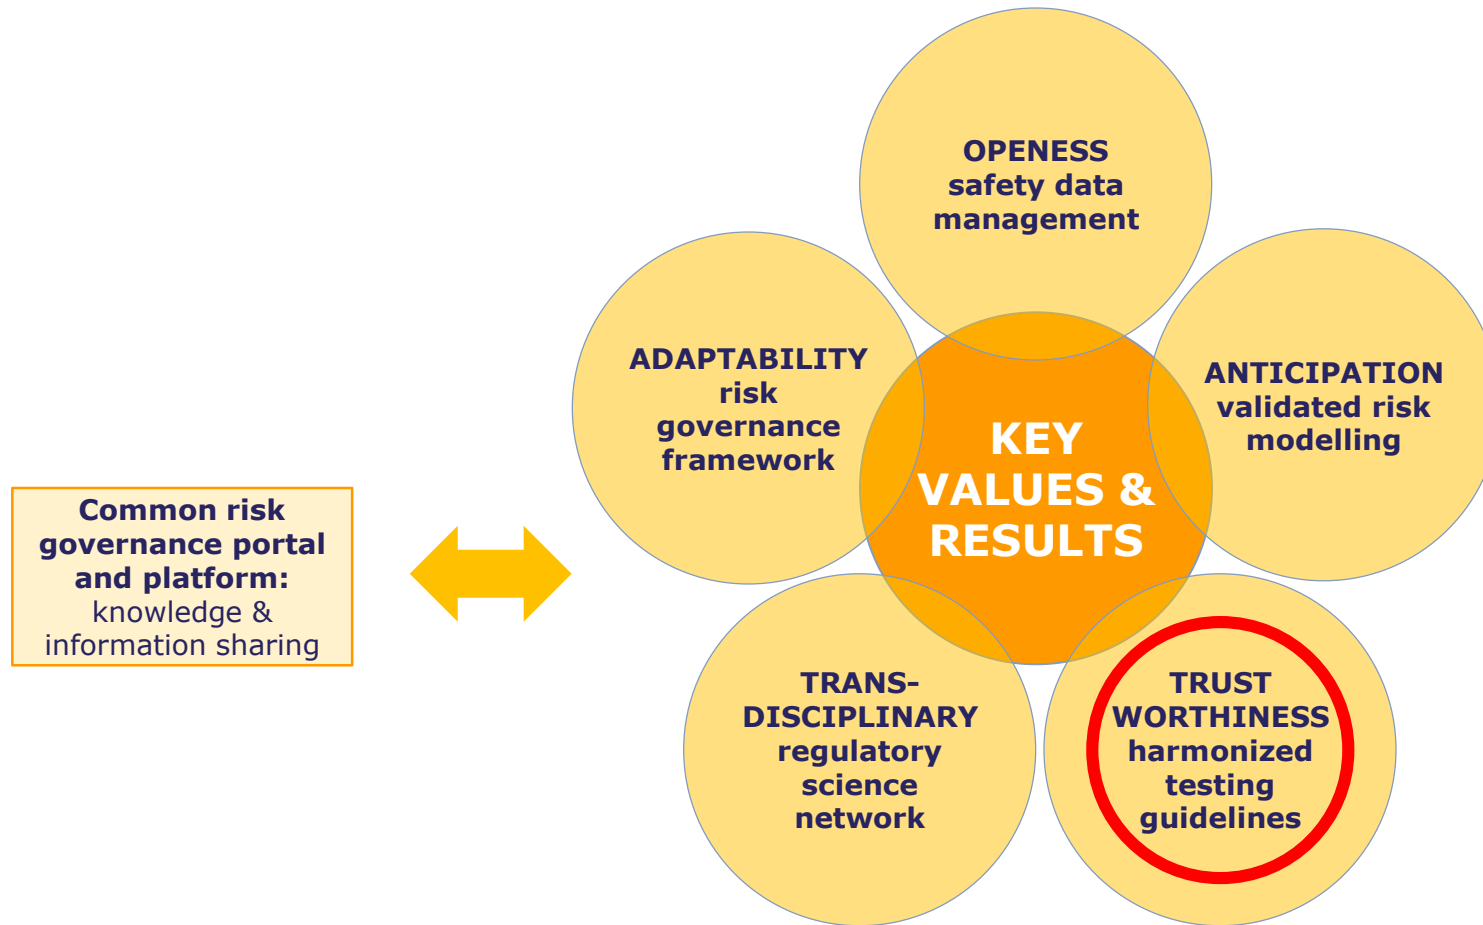 OPENESS
safety data
management
ADAPTABILITY
risk
governance
framework
ANTICIPATION
validated risk
modelling
KEY
VALUES &
RESULTS
Common risk
governance portal
and platform:
knowledge &
information sharing
TRANS-
DISCIPLINARY
regulatory
science
network
TRUST
WORTHINESS
harmonized
testing
guidelines